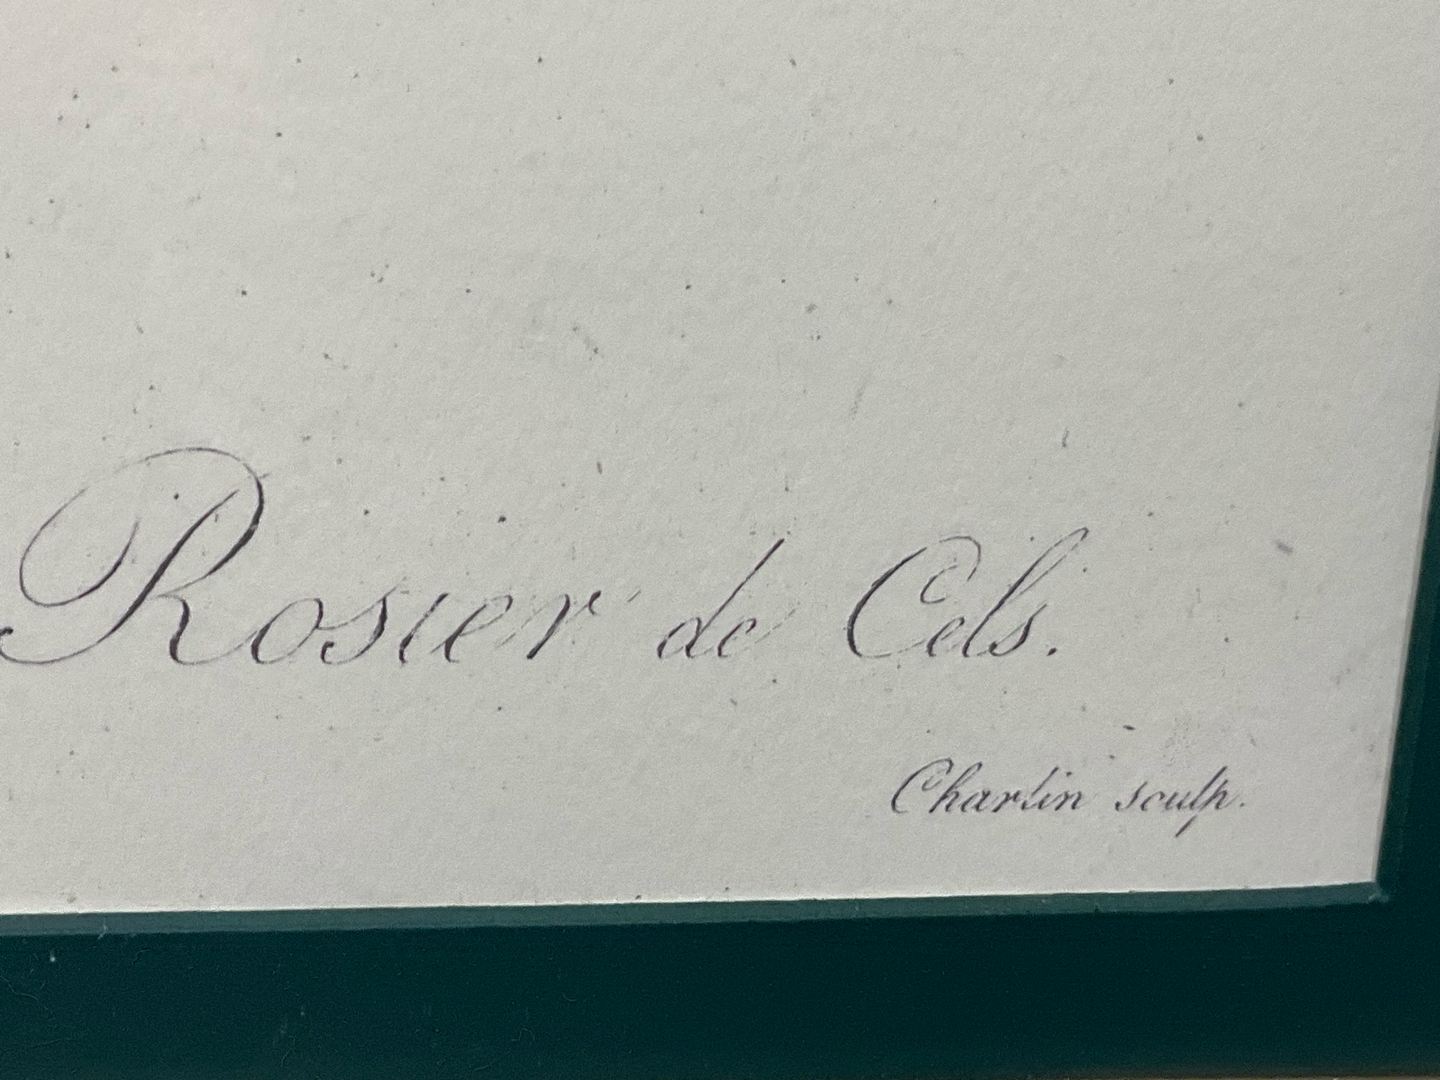 Rosier de Cels.
Charlin sculp.